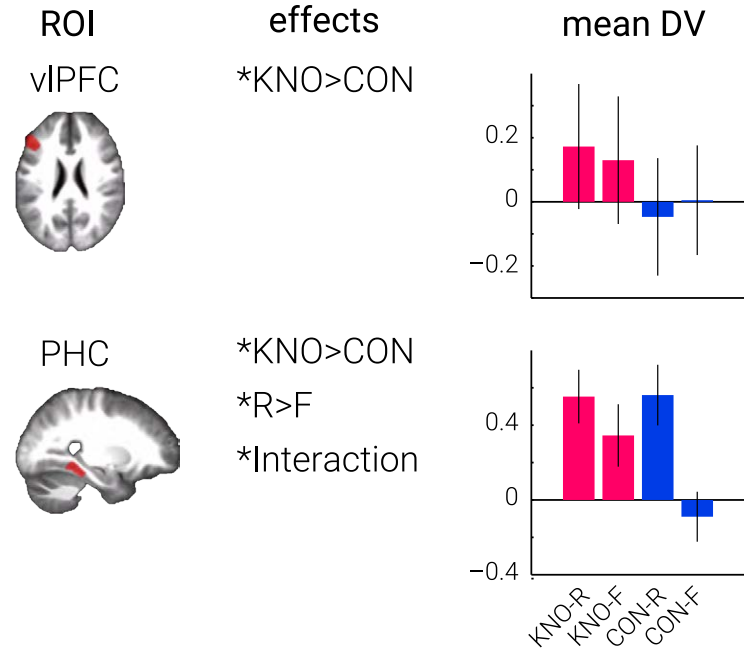 ROI effects mean DV
vlPFC *KNO>CON
0.2
0
−0.2
PHC *KNO>CON
*R>F
*Interaction
0.4
0
−0.4
KNO-R KNO-F CON-R CON-F